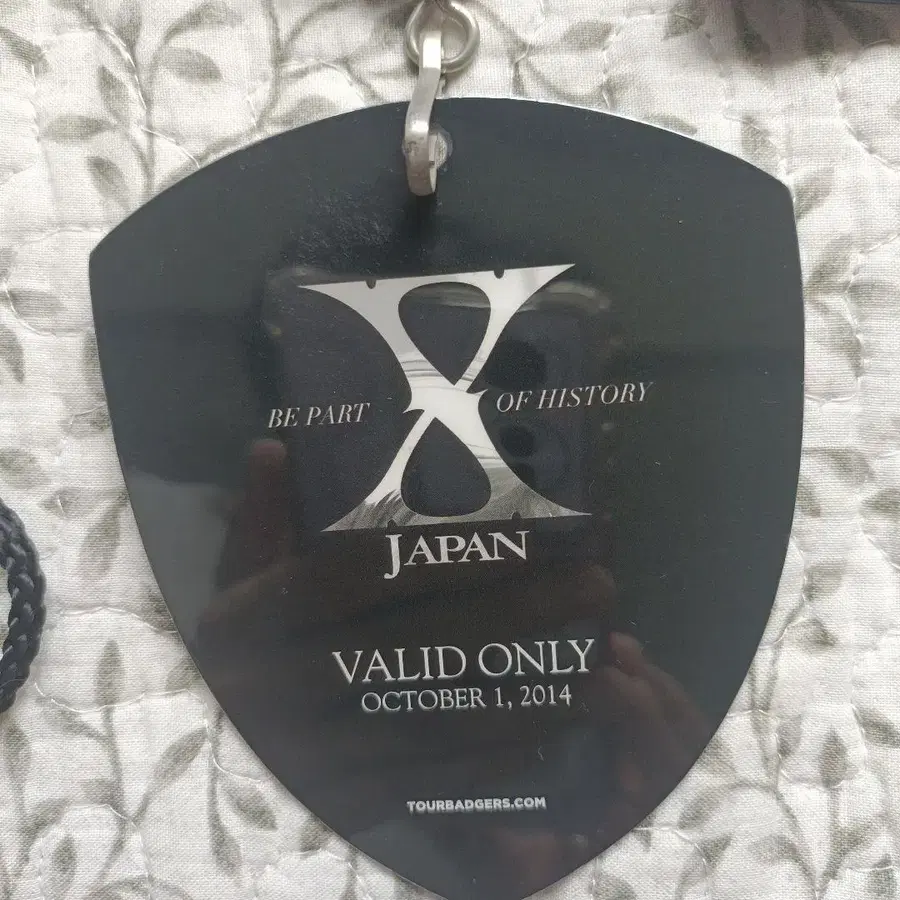 X
BE PART OF HISTORY
JAPAN
VALID ONLY
OCTOBER 1, 2014
TOURBADGERS.COM